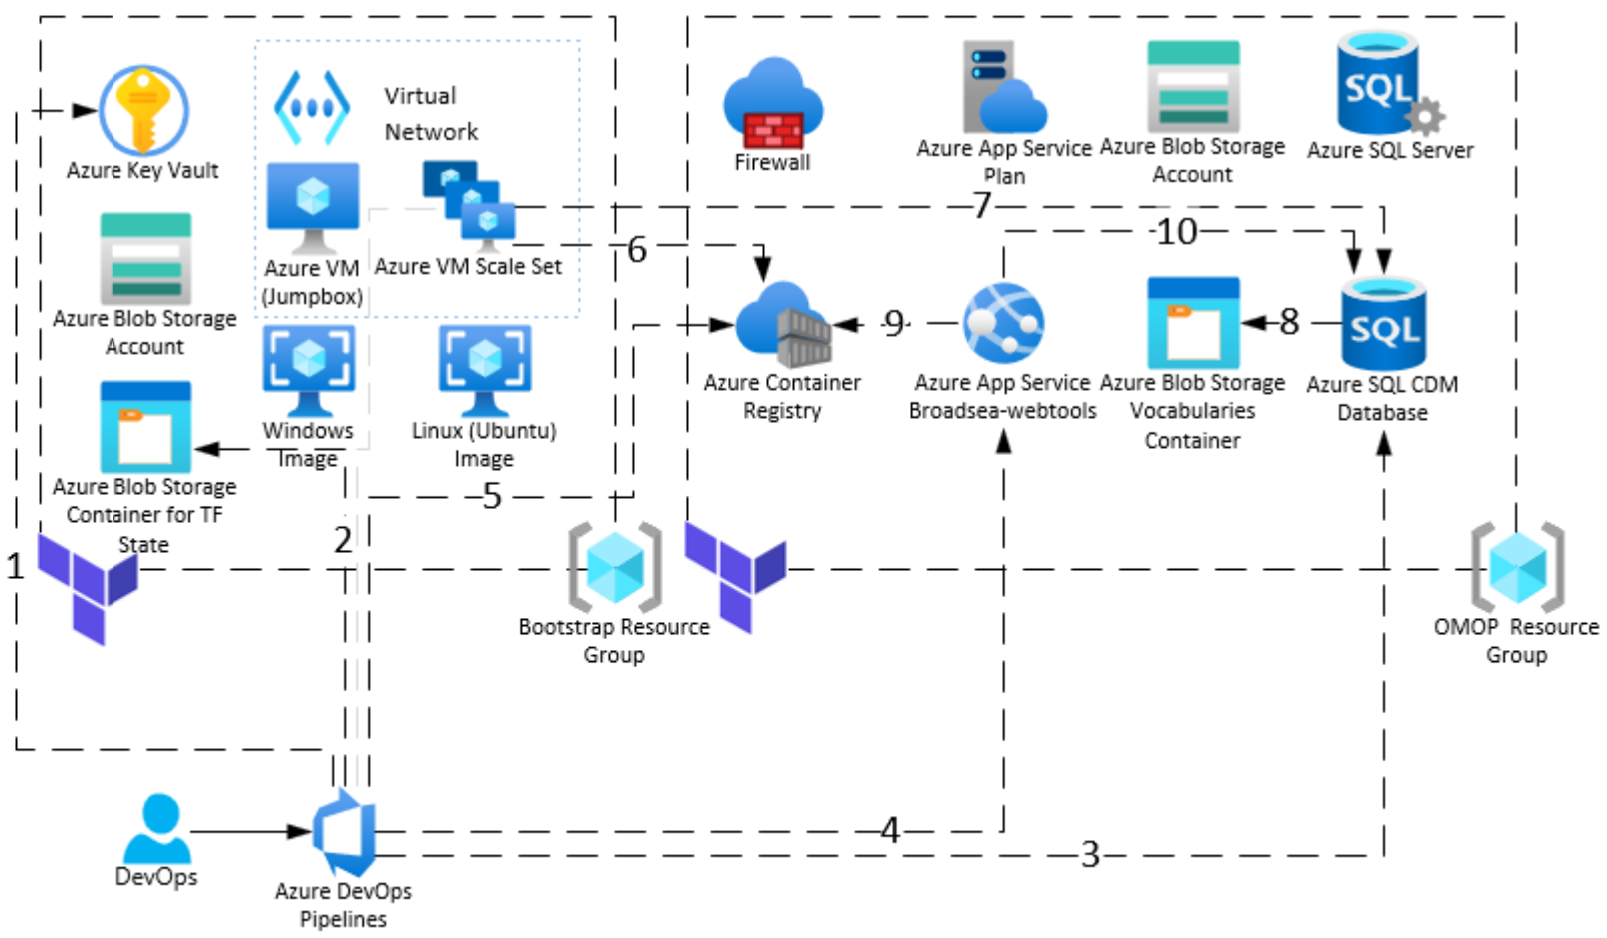 Virtual
Network
Azure Key Vault
Firewall
Azure App Service
Plan
Azure Blob Storage
Account
SQL
Azure SQL Server
7
10
6
Azure VM
(Jumpbox)
Azure VM Scale Set
Azure Blob Storage
Account
9
8
SQL
Windows
Image
Linux (Ubuntu)
Image
Azure Container
Registry
Azure App Service
Broadsea-webtools
Azure Blob Storage
Vocabularies
Container
Azure SQL CDM
Database
Azure Blob Storage
Container for TF
State
5
2
1
Bootstrap Resource
Group
OMOP Resource
Group
4
3
DevOps
Azure DevOps
Pipelines